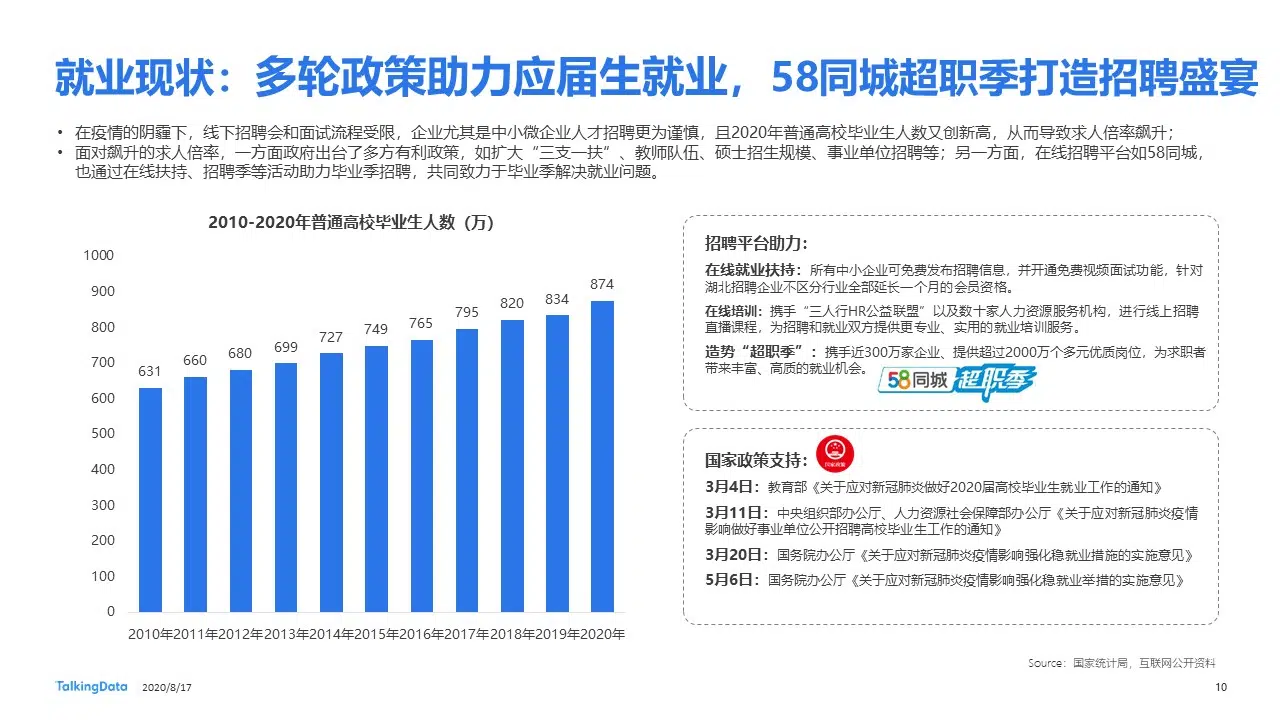 就业现状：多轮政策助力应届生就业，58同城超职季打造招聘盛宴
• 在疫情的阴霾下，线下招聘会和面试流程受限，企业尤其是中小微企业人才招聘更为谨慎，且2020年普通高校毕业生人数又创新高，从而导致求人倍率飙升；
• 面对飙升的求人倍率，一方面政府出台了多方有利政策，如扩大“三支一扶”、教师队伍、硕士招生规模、事业单位招聘等；另一方面，在线招聘平台如58同城，
也通过在线扶持、招聘季等活动助力毕业季招聘，共同致力于毕业季解决就业问题。
2010-2020年普通高校毕业生人数（万）
1000
900
800
700
600
500
400
300
200
100
0
631
660
680
699
727
749
765
795
820
834
874
2010年2011年2012年2013年2014年2015年2016年2017年2018年2019年2020年
招聘平台助力：
在线就业扶持：所有中小企业可免费发布招聘信息，并开通免费视频面试功能，针对
湖北招聘企业不区分行业全部延长一个月的会员资格。
在线培训：携手“三人行HR公益联盟”以及数十家人力资源服务机构，进行线上招聘
直播课程，为招聘和就业双方提供更专业、实用的就业培训服务。
造势“超职季”：携手近300万家企业、提供超过2000万个多元优质岗位，为求职者
带来丰富、高质的就业机会。
58同城 超职季
国家政策支持：
国家政策
3月4日：教育部《关于应对新冠肺炎做好2020届高校毕业生就业工作的通知》
3月11日：中央组织部办公厅、人力资源社会保障部办公厅《关于应对新冠肺炎疫情
影响做好事业单位公开招聘高校毕业生工作的通知》
3月20日：国务院办公厅《关于应对新冠肺炎疫情影响强化稳就业措施的实施意见》
5月6日：国务院办公厅《关于应对新冠肺炎疫情影响强化稳就业举措的实施意见》
Source：国家统计局，互联网公开资料
TalkingData 2020/8/17
10